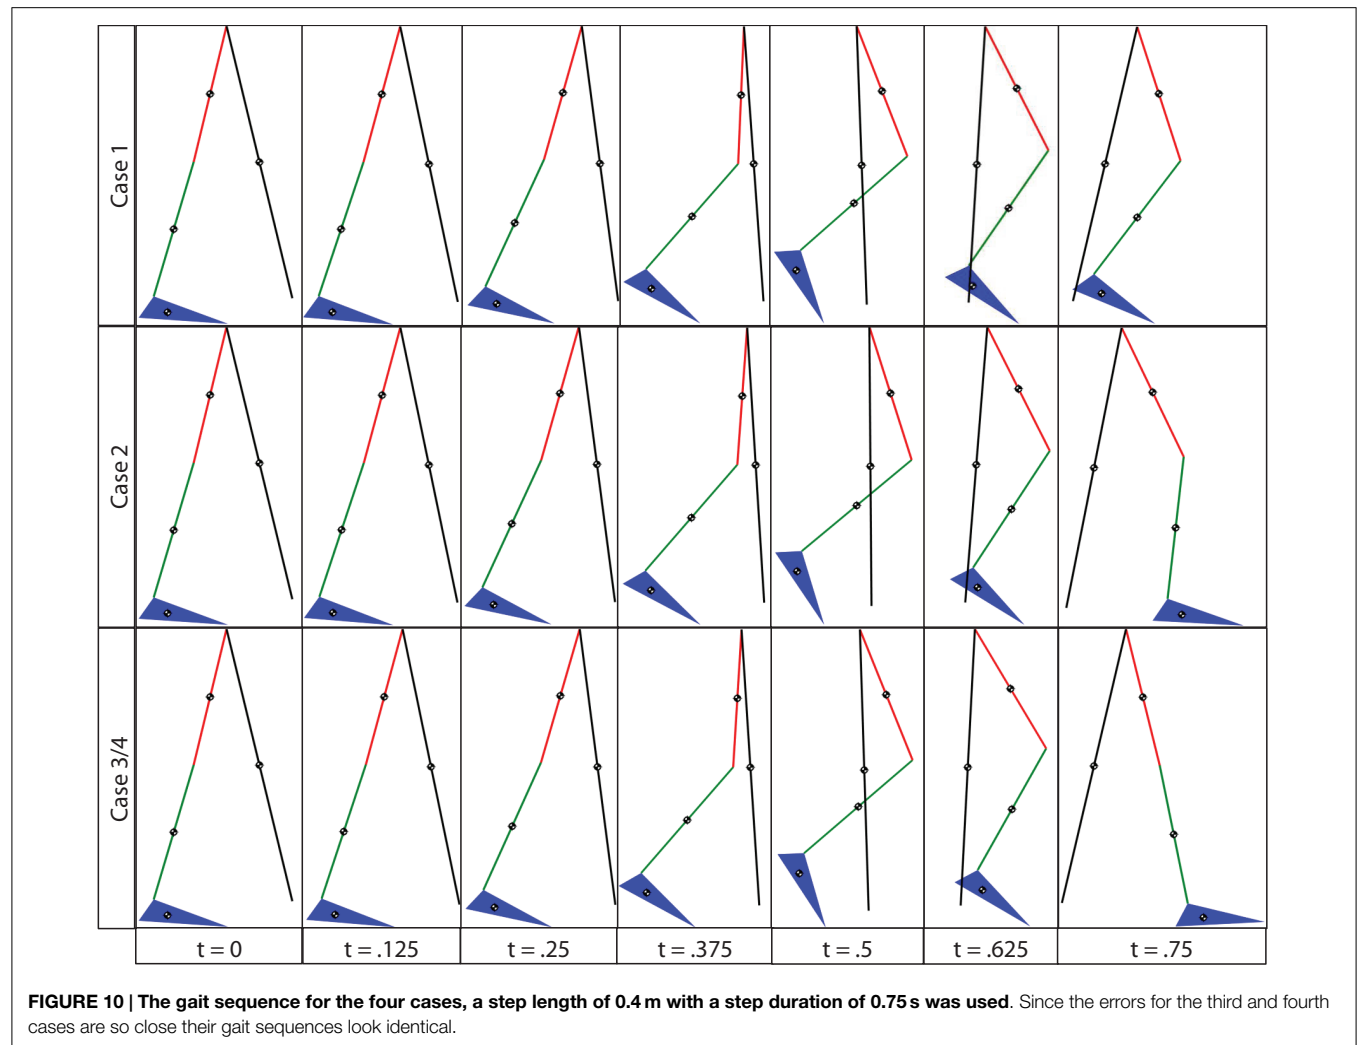 Case 1
Case 2
Case 3/4
t = 0
t = .125
t = .25
t = .375
t = .5
t = .625
t = .75
FIGURE 10 | The gait sequence for the four cases, a step length of 0.4 m with a step duration of 0.75 s was used. Since the errors for the third and fourth
cases are so close their gait sequences look identical.